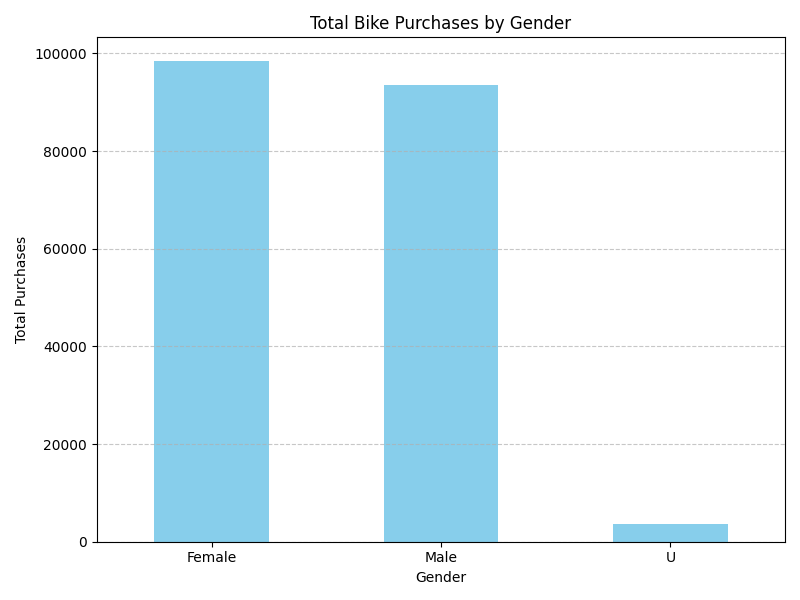 Total Bike Purchases by Gender
Total Purchases
100000
80000
60000
40000
20000
0
Female Male U
Gender